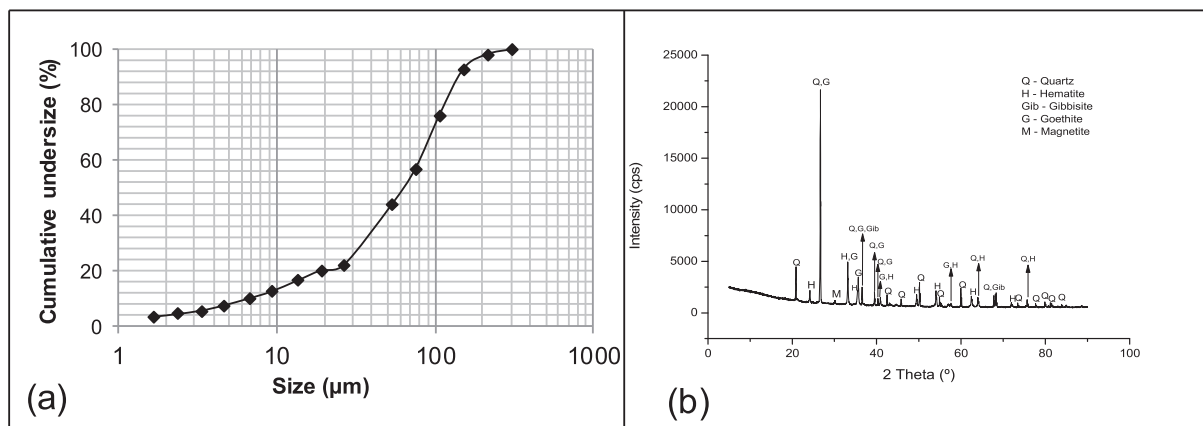 100
80
60
40
20
0
Cumulative undersize (%)
1 10 100 1000
Size (µm)
(a)
25000
20000
15000
10000
5000
0
Intensity (cps)
Q - Quartz
H - Hematite
Gib - Gibbisite
G - Goethite
M - Magnetite
Q,G
Q
H
M
H,G
H
G
Q,G,Gib
Q,G
Q,G
G,H
Q
Q
H
Q
H
Q
G,H
Q
H
Q,H
Q,Gib
H
Q
Q,H
Q
Q
Q
Q
0 20 40 60 80 100
2 Theta (º)
(b)